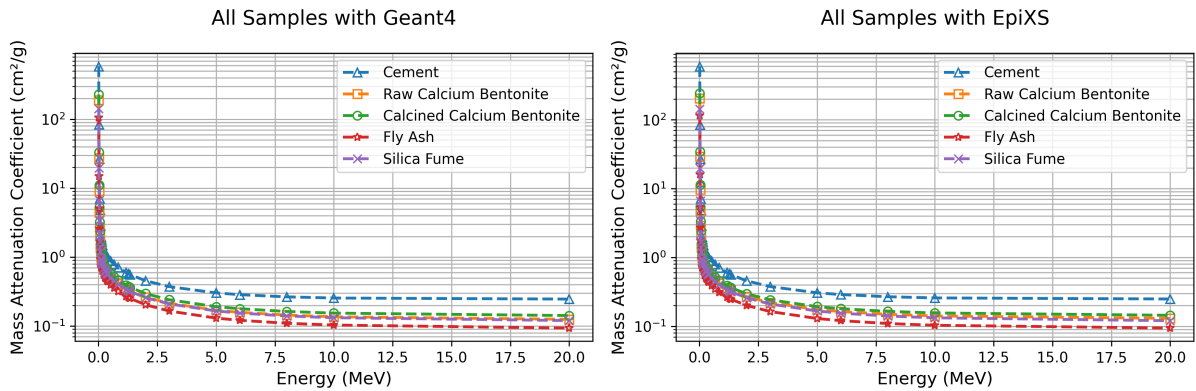 All Samples with Geant4
Mass Attenuation Coefficient (cm²/g)
10²
10¹
10⁰
10⁻¹
Cement
Raw Calcium Bentonite
Calcined Calcium Bentonite
Fly Ash
Silica Fume
0.0 2.5 5.0 7.5 10.0 12.5 15.0 17.5 20.0
Energy (MeV)
All Samples with EpiXS
Mass Attenuation Coefficient (cm²/g)
10²
10¹
10⁰
10⁻¹
Cement
Raw Calcium Bentonite
Calcined Calcium Bentonite
Fly Ash
Silica Fume
0.0 2.5 5.0 7.5 10.0 12.5 15.0 17.5 20.0
Energy (MeV)